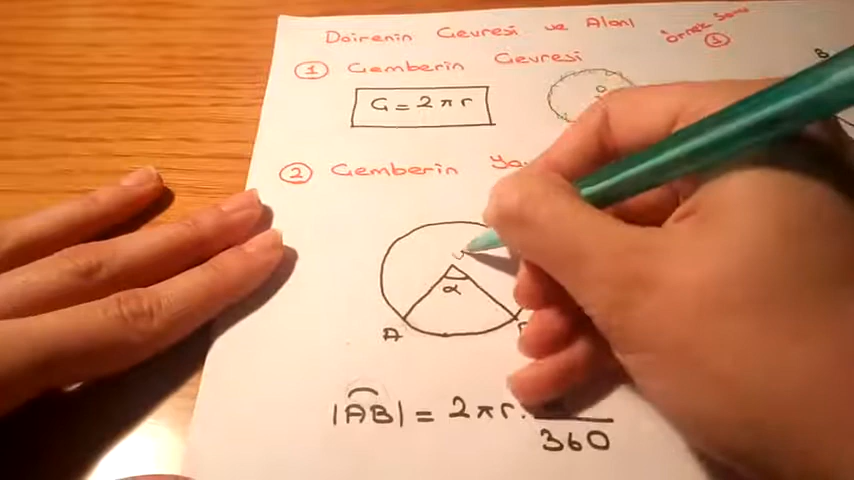 Dairenin Çevresi ve Alanı
Örnek Soru
1
1 Çemberin Çevresi
Ç = 2πr
2 Çemberin
α
A
|AB| = 2πr. 
360